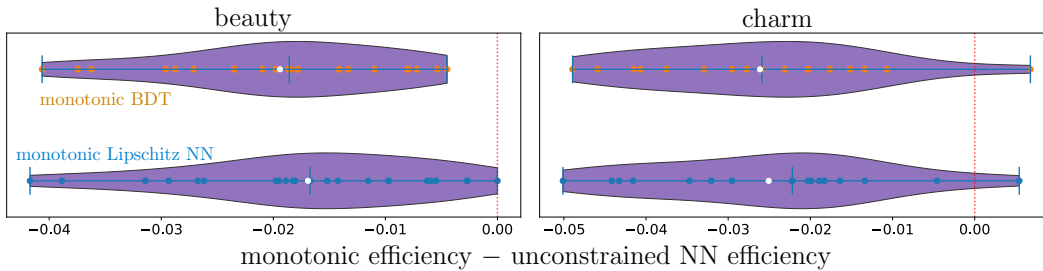 beauty
charm
monotonic BDT
monotonic Lipschitz NN
−0.04 −0.03 −0.02 −0.01 0.00
−0.05 −0.04 −0.03 −0.02 −0.01 0.00
monotonic efficiency − unconstrained NN efficiency